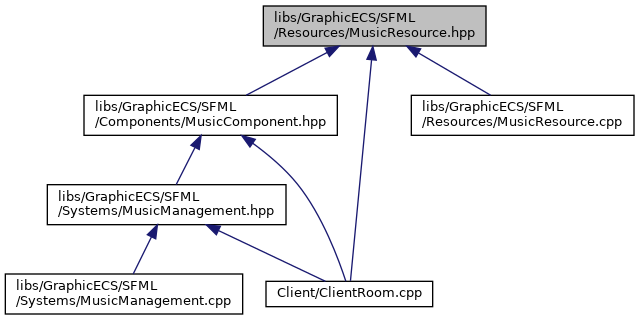 libs/GraphicECS/SFML
/Resources/MusicResource.hpp
libs/GraphicECS/SFML
/Components/MusicComponent.hpp
libs/GraphicECS/SFML
/Resources/MusicResource.cpp
libs/GraphicECS/SFML
/Systems/MusicManagement.hpp
libs/GraphicECS/SFML
/Systems/MusicManagement.cpp
Client/ClientRoom.cpp